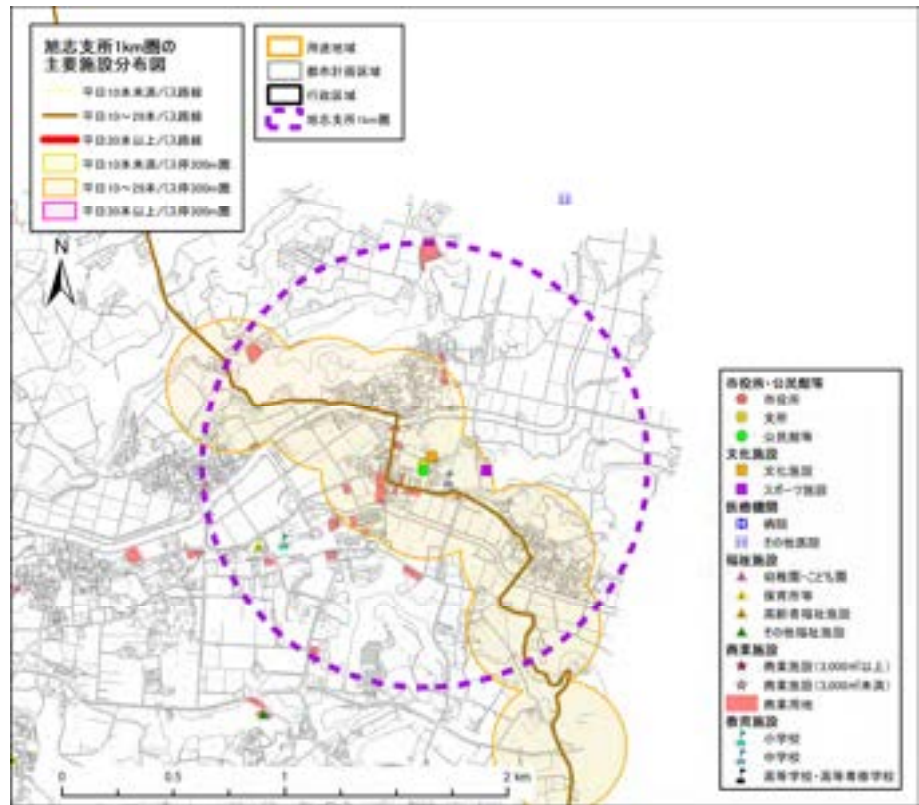 旭志支所1km圏の
主要施設分布図
平日10本未満バス路線
平日10～29本バス路線
平日30本以上バス路線
平日10本未満バス停300m圏
平日10～29本バス停300m圏
平日30本以上バス停300m圏
用途地域
都市計画区域
行政区域
旭志支所1km圏
N
市役所・公民館等
市役所
支所
公民館等
文化施設
文化施設
スポーツ施設
医療機関
病院
その他医院
福祉施設
幼稚園・こども園
保育所等
高齢者福祉施設
その他福祉施設
商業施設
商業施設(3,000㎡以上)
商業施設(3,000㎡未満)
商業用地
教育施設
小学校
中学校
高等学校・高等専修学校
0 0.5 1 2 km